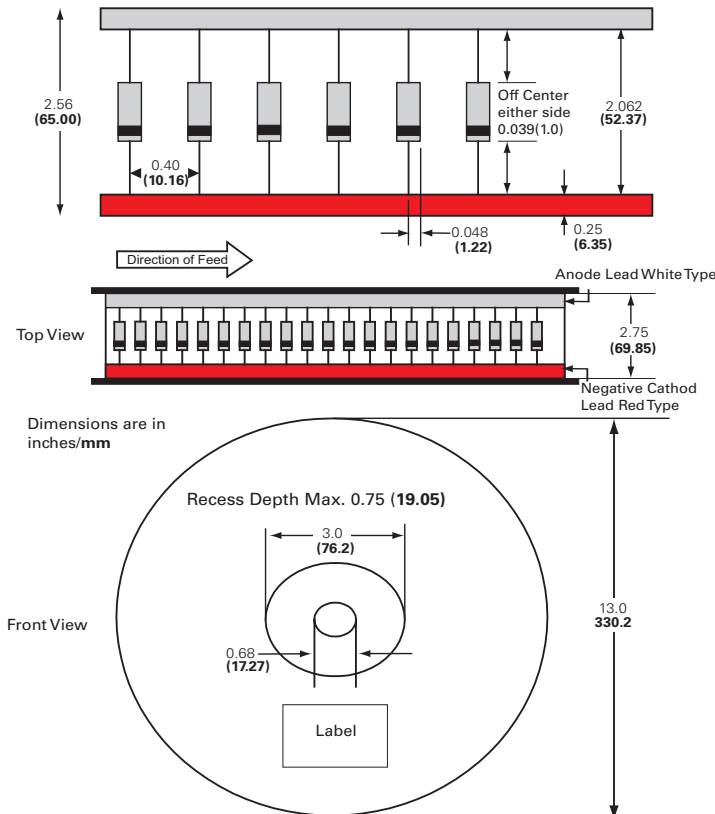 2.56
(65.00)
Off Center
either side
0.039(1.0)
2.062
(52.37)
0.40
(10.16)
0.048
(1.22)
0.25
(6.35)
Direction of Feed
Anode Lead White Type
Top View
2.75
(69.85)
Negative Cathod
Lead Red Type
Dimensions are in
inches/mm
Recess Depth Max. 0.75 (19.05)
3.0
(76.2)
Front View
13.0
330.2
0.68
(17.27)
Label